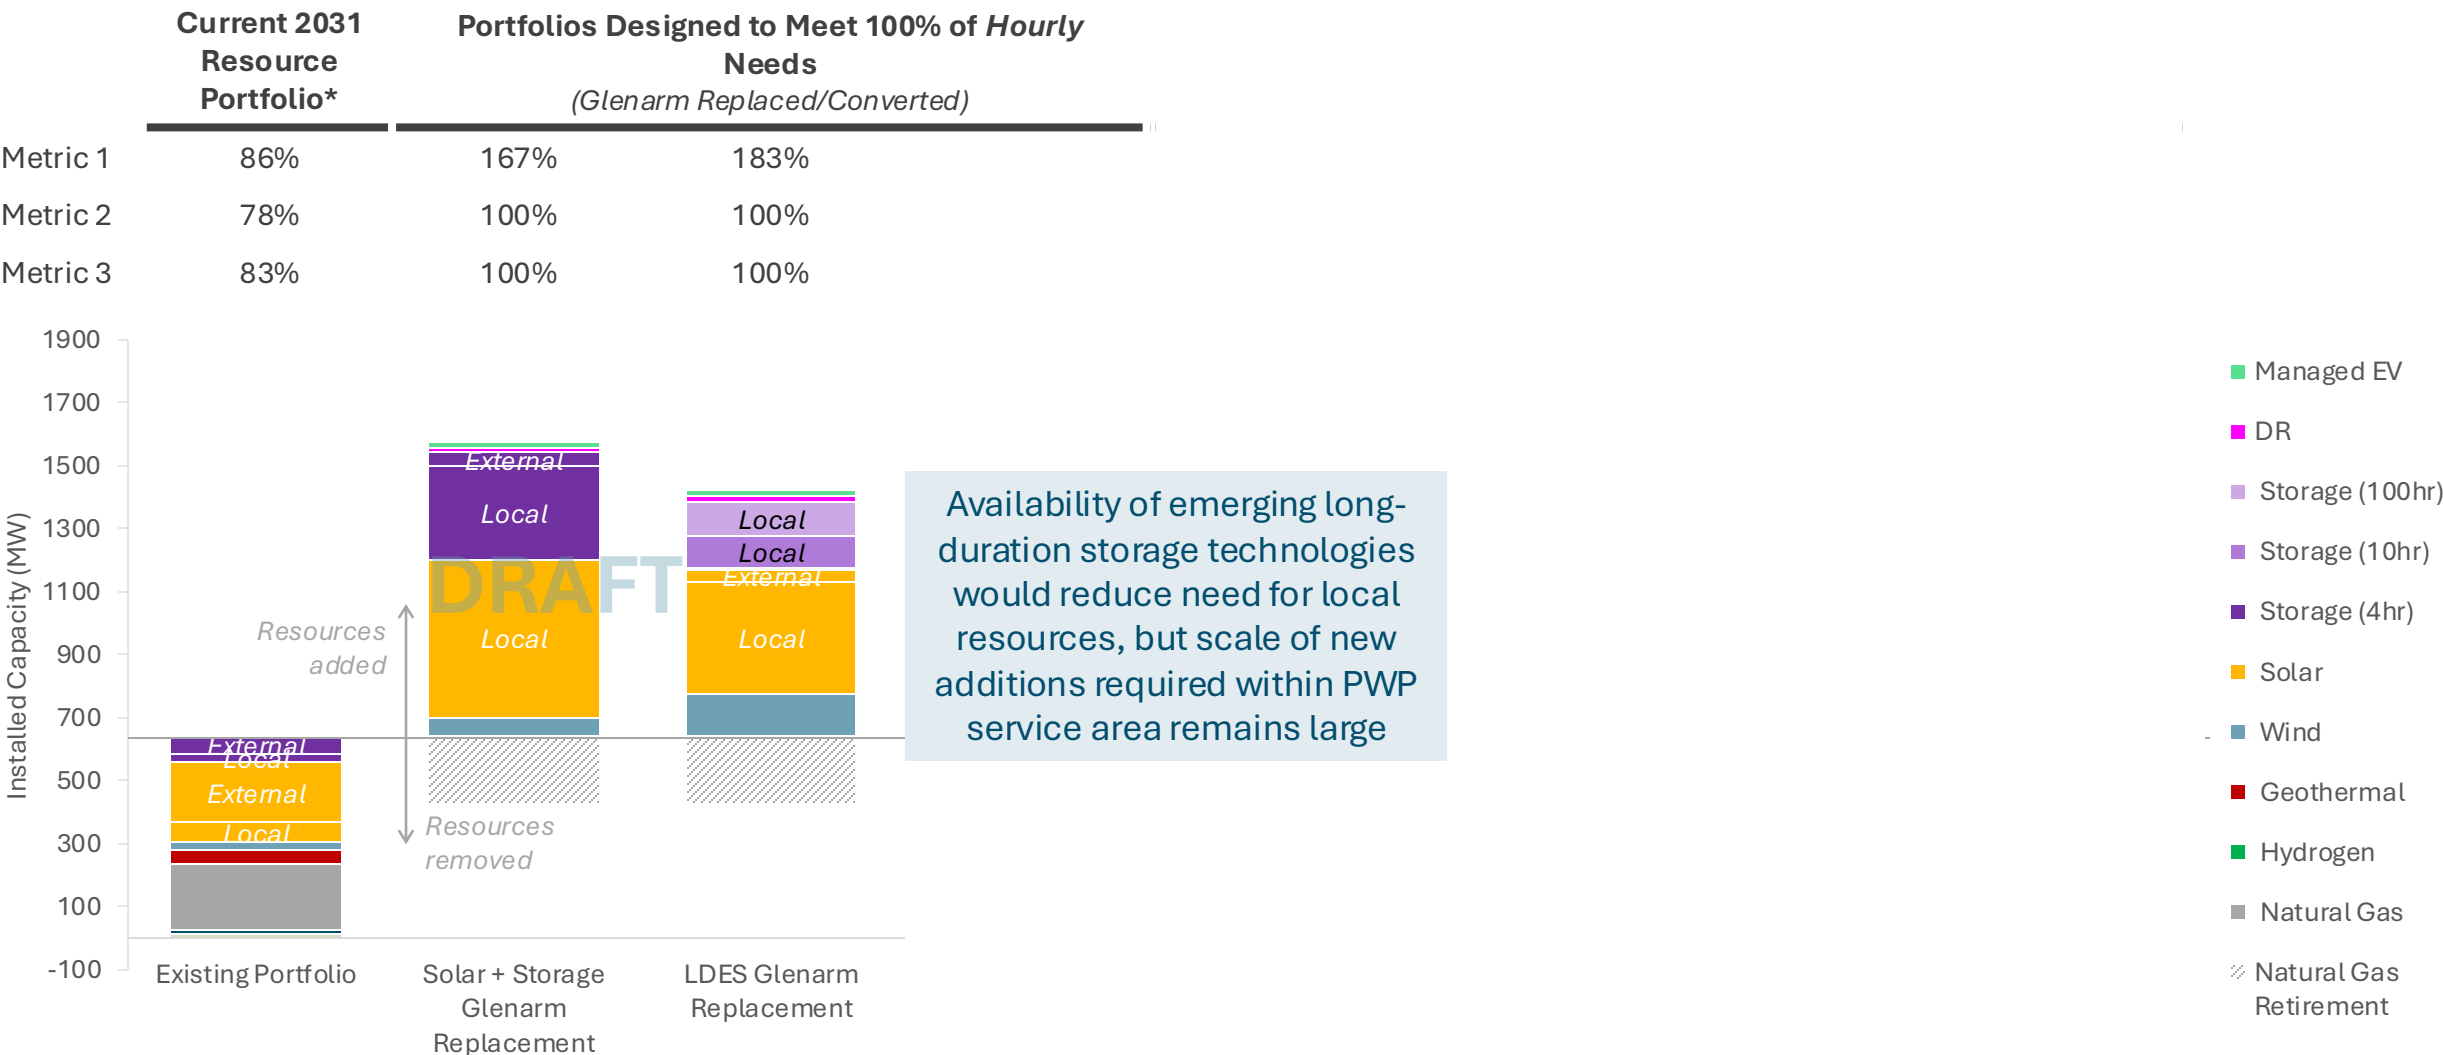 Current 2031
Resource
Portfolio*
Portfolios Designed to Meet 100% of Hourly
Needs
(Glenarm Replaced/Converted)
Metric 1 86% 167% 183%
Metric 2 78% 100% 100%
Metric 3 83% 100% 100%
Installed Capacity (MW)
1900
1700
1500
1300
1100
900
700
500
300
100
-100
External
Local
External
Local
Resources
added
Resources
removed
External
Local
Local
DRAFT
Local
Local
External
Local
Existing Portfolio
Solar + Storage
Glenarm
Replacement
LDES Glenarm
Replacement
Availability of emerging long-
duration storage technologies
would reduce need for local
resources, but scale of new
additions required within PWP
service area remains large
Managed EV
DR
Storage (100hr)
Storage (10hr)
Storage (4hr)
Solar
Wind
Geothermal
Hydrogen
Natural Gas
Natural Gas
Retirement